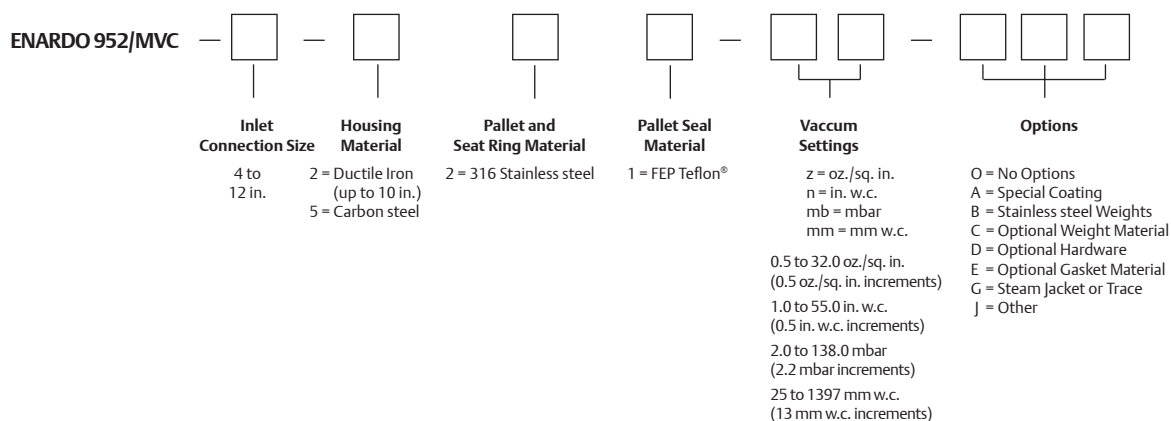 ENARDO 952/MVC — — — —
Inlet
Connection Size
4 to
12 in.
Housing
Material
2 = Ductile Iron
(up to 10 in.)
5 = Carbon steel
Pallet and
Seat Ring Material
2 = 316 Stainless steel
Pallet Seal
Material
1 = FEP Teflon®
Vaccum
Settings
z = oz./sq. in.
n = in. w.c.
mb = mbar
mm = mm w.c.
0.5 to 32.0 oz./sq. in.
(0.5 oz./sq. in. increments)
1.0 to 55.0 in. w.c.
(0.5 in. w.c. increments)
2.0 to 138.0 mbar
(2.2 mbar increments)
25 to 1397 mm w.c.
(13 mm w.c. increments)
Options
O = No Options
A = Special Coating
B = Stainless steel Weights
C = Optional Weight Material
D = Optional Hardware
E = Optional Gasket Material
G = Steam Jacket or Trace
J = Other